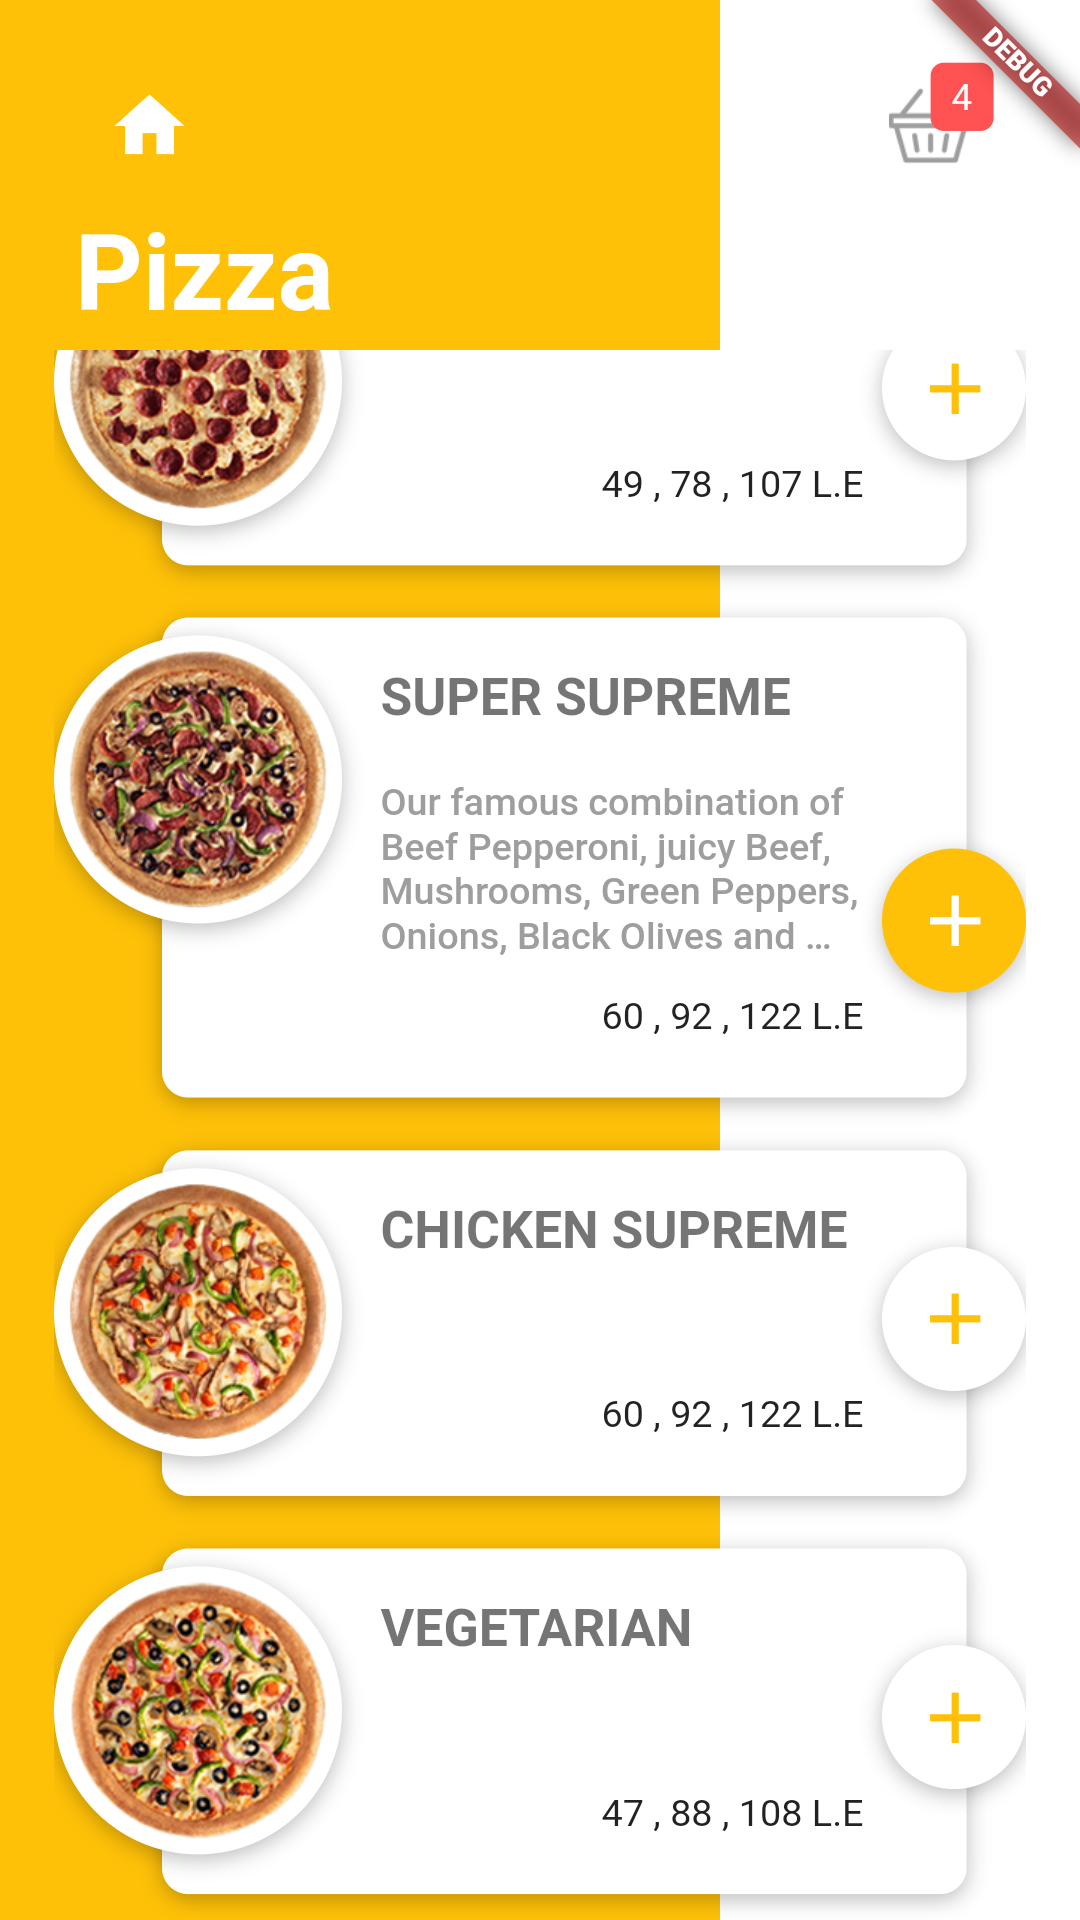 DEBUG
4
Pizza
49 , 78 , 107 L.E
SUPER SUPREME
Our famous combination of
Beef Pepperoni, juicy Beef,
Mushrooms, Green Peppers,
Onions, Black Olives and ...
60 , 92 , 122 L.E
CHICKEN SUPREME
60 , 92 , 122 L.E
VEGETARIAN
47 , 88 , 108 L.E